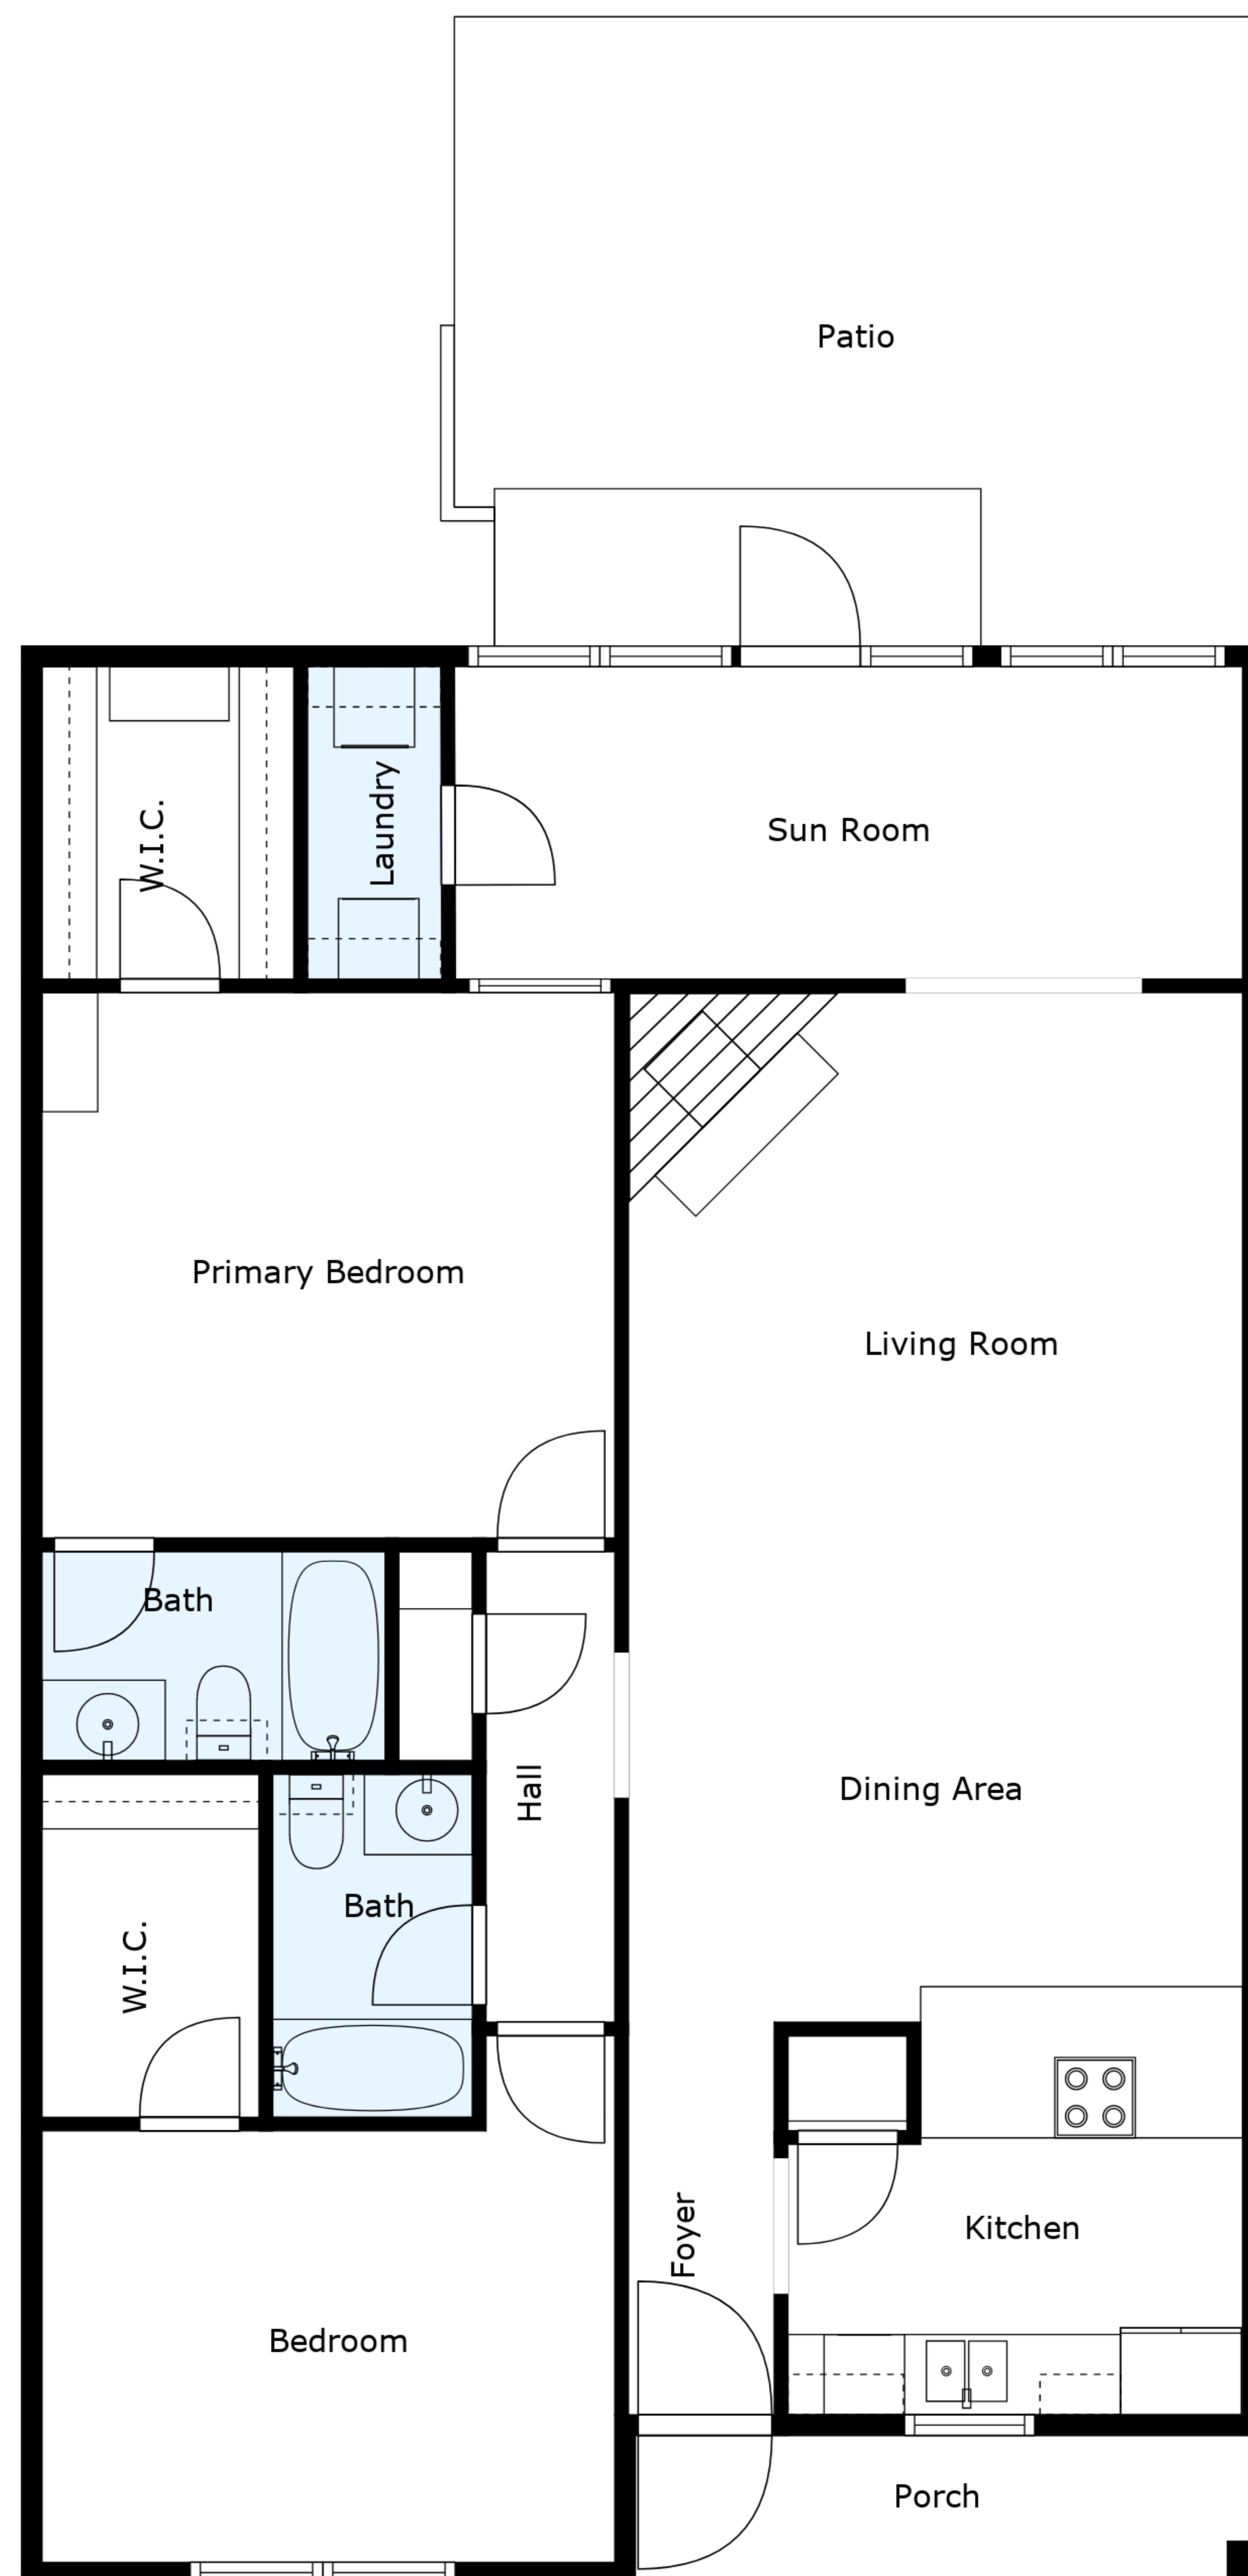 Patio
W.I.C.
Laundry
Sun Room
Primary Bedroom
Living Room
Bath
Hall
Dining Area
Bath
W.I.C.
Foyer
Kitchen
Bedroom
Porch